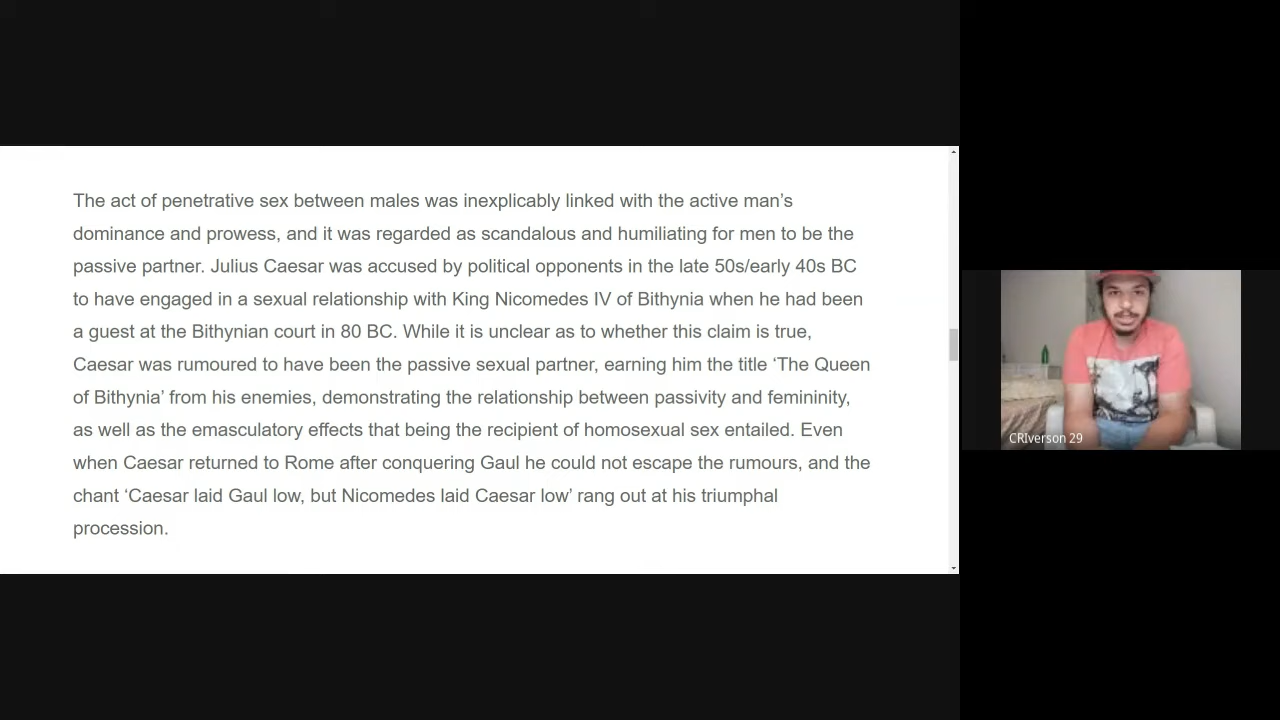 The act of penetrative sex between males was inexplicably linked with the active man’s
dominance and prowess, and it was regarded as scandalous and humiliating for men to be the
passive partner. Julius Caesar was accused by political opponents in the late 50s/early 40s BC
to have engaged in a sexual relationship with King Nicomedes IV of Bithynia when he had been
a guest at the Bithynian court in 80 BC. While it is unclear as to whether this claim is true,
Caesar was rumoured to have been the passive sexual partner, earning him the title ‘The Queen
of Bithynia’ from his enemies, demonstrating the relationship between passivity and femininity,
as well as the emasculatory effects that being the recipient of homosexual sex entailed. Even
when Caesar returned to Rome after conquering Gaul he could not escape the rumours, and the
chant ‘Caesar laid Gaul low, but Nicomedes laid Caesar low’ rang out at his triumphal
procession.
CRIverson 29